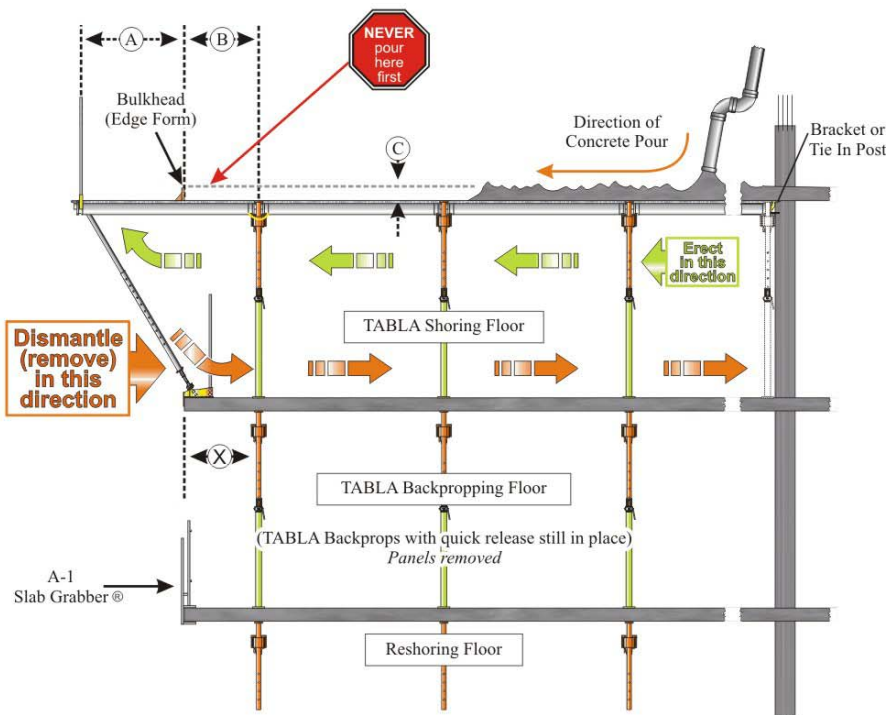 A
B
NEVER
pour
here
first
Bulkhead
(Edge Form)
C
Direction of
Concrete Pour
Bracket or
Tie In Post
Erect
in this
direction
TABLA Shoring Floor
Dismantle
(remove)
in this
direction
X
TABLA Backpropping Floor
(TABLA Backprops with quick release still in place)
Panels removed
A-1
Slab Grabber ®
Reshoring Floor